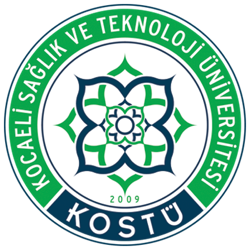 KOCAELİ SAĞLIK VE TEKNOLOJİ ÜNİVERSİTESİ
2009
KOSTÜ